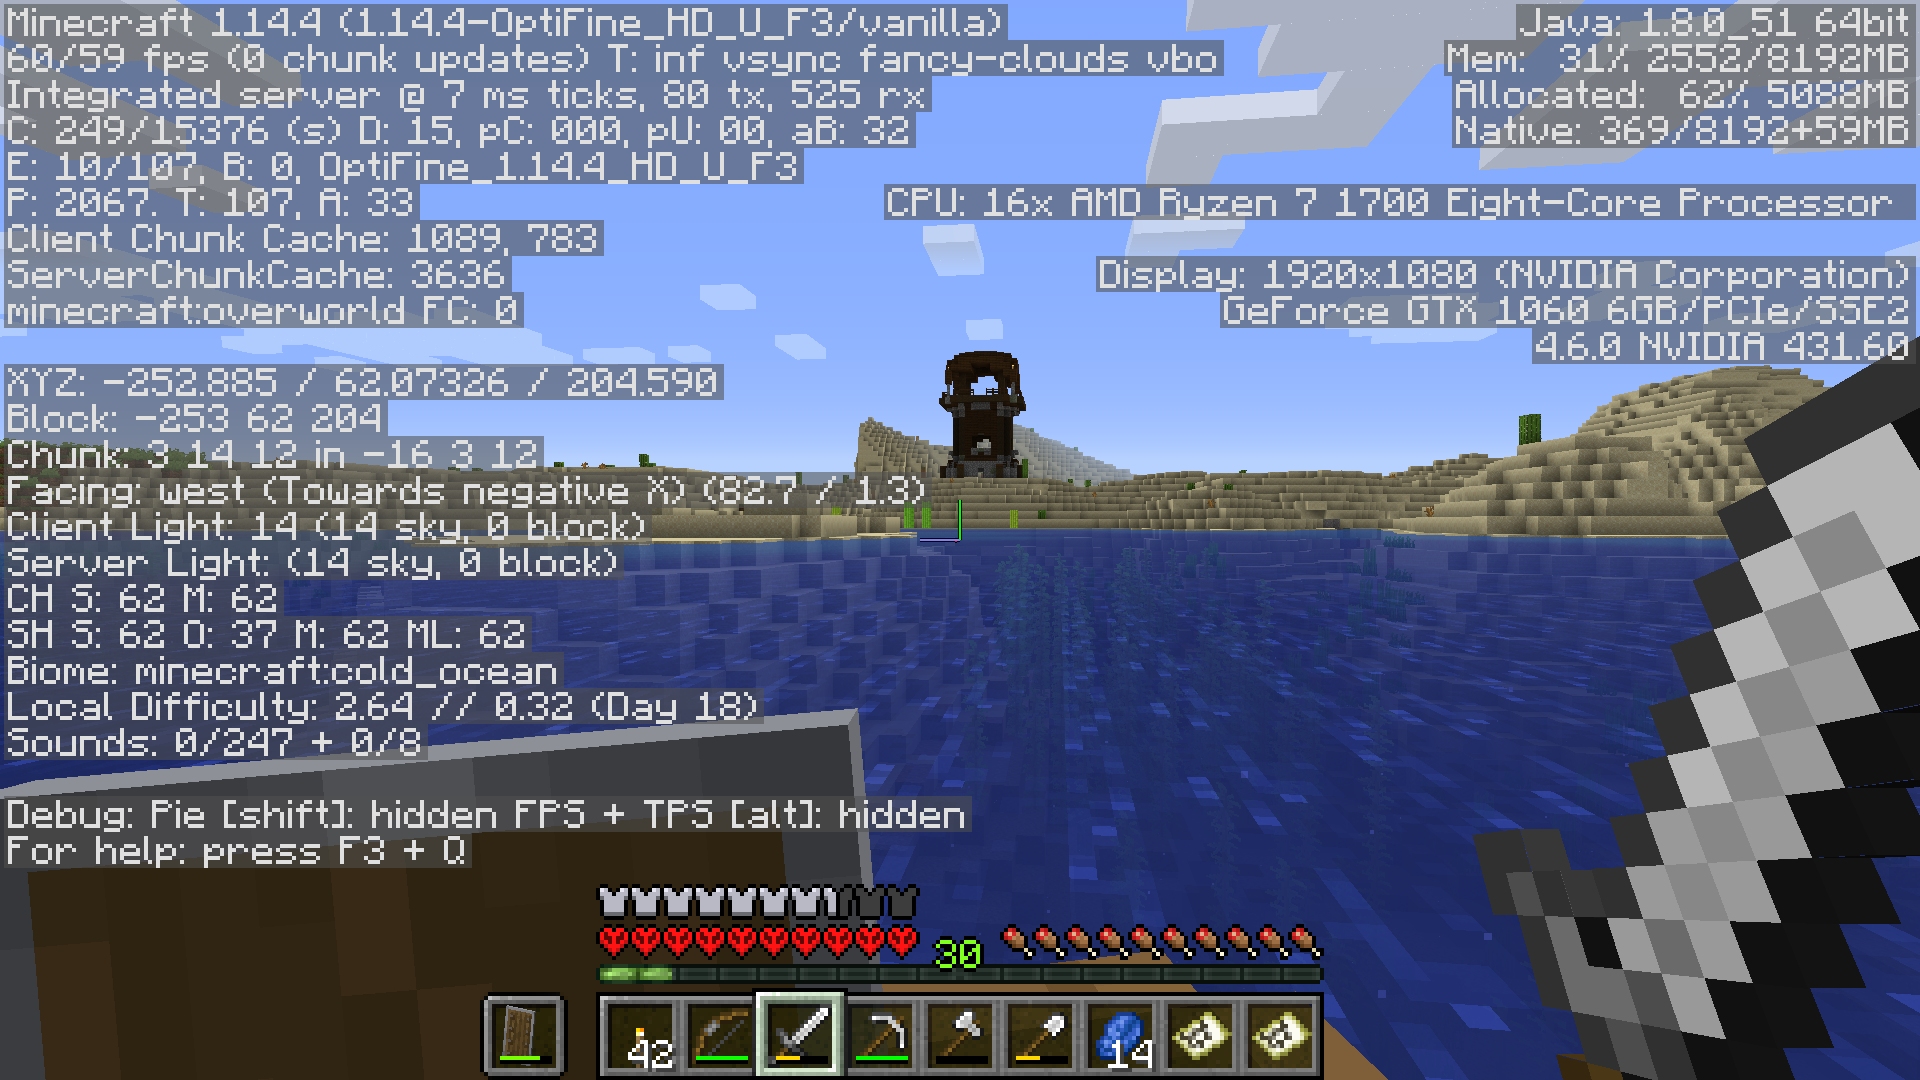 Minecraft 1.14.4 (1.14.4-OptiFine_HD_U_F3/vanilla)
60/59 fps (0 chunk updates) T: inf vsync fancy-clouds vbo
Integrated server @ 7 ms ticks, 80 tx, 525 rx
C: 249/15376 (s) D: 15, pC: 000, pU: 00, aB: 32
E: 10/107, B: 0, OptiFine_1.14.4_HD_U_F3
P: 2067. T: 107, A: 33
Client Chunk Cache: 1089, 783
ServerChunkCache: 3636
minecraft:overworld FC: 0
XYZ: -252.885 / 62.07326 / 204.590
Block: -253 62 204
Chunk: 3 14 12 in -16 3 12
Facing: west (Towards negative X) (82.7 / 1.3)
Client Light: 14 (14 sky, 0 block)
Server Light: (14 sky, 0 block)
CH S: 62 M: 62
SH S: 62 O: 37 M: 62 ML: 62
Biome: minecraft:cold_ocean
Local Difficulty: 2.64 // 0.32 (Day 18)
Sounds: 0/247 + 0/8
Debug: Pie [shift]: hidden FPS + TPS [alt]: hidden
For help: press F3 + Q
Java: 1.8.0_51 64bit
Mem: 31% 2552/8192MB
Allocated: 62% 5088MB
Native: 369/8192+59MB
CPU: 16x AMD Ryzen 7 1700 Eight-Core Processor
Display: 1920x1080 (NVIDIA Corporation)
GeForce GTX 1060 6GB/PCIe/SSE2
4.6.0 NVIDIA 431.60
30
42
14